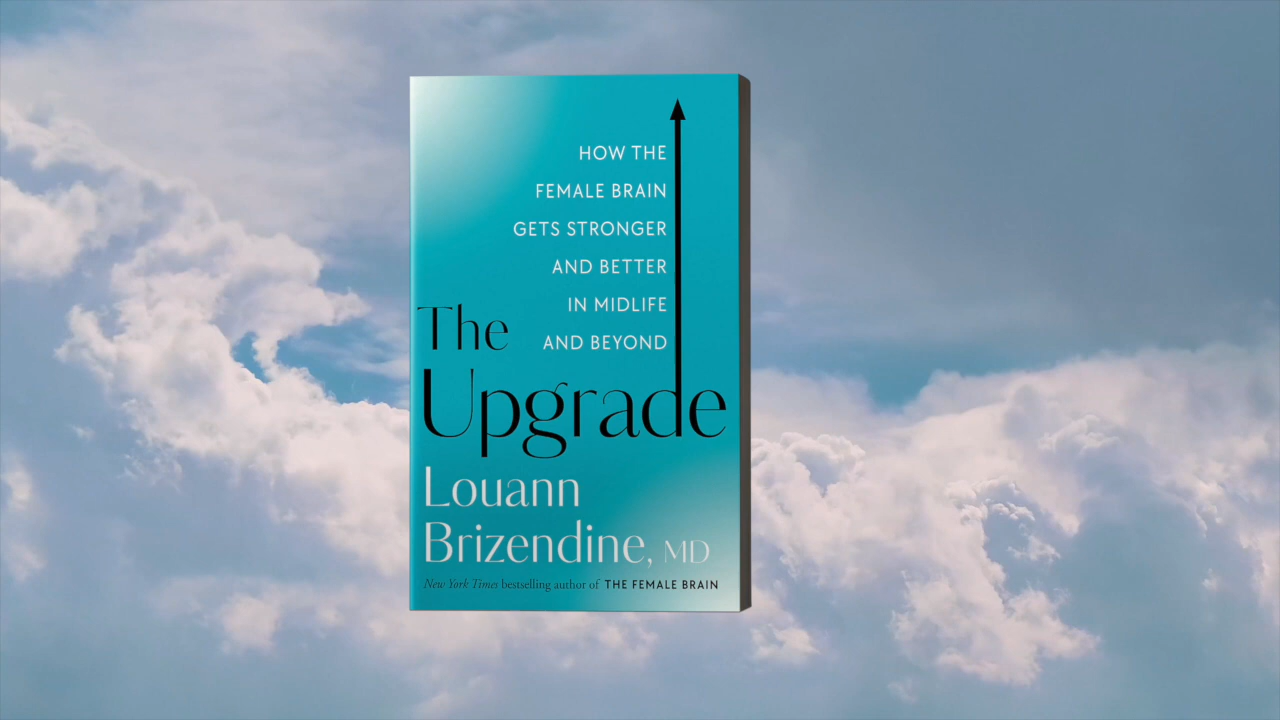 HOW THE
FEMALE BRAIN
GETS STRONGER
AND BETTER
IN MIDLIFE
AND BEYOND
The
Upgrade
Louann
Brizendine, MD
New York Times bestselling author of THE FEMALE BRAIN